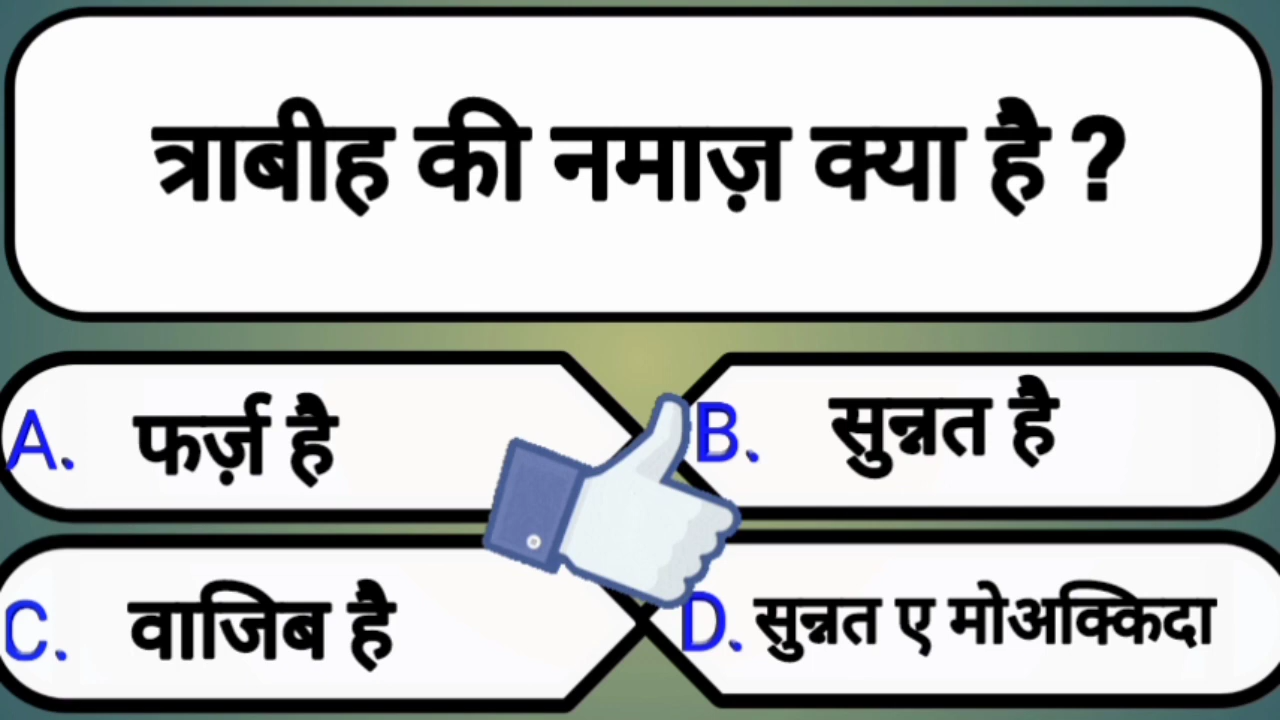 त्राबीह की नमाज़ क्या है ?
A. फर्ज़ है
B. सुन्नत है
C. वाजिब है
D. सुन्नत ए मोअक्किदा